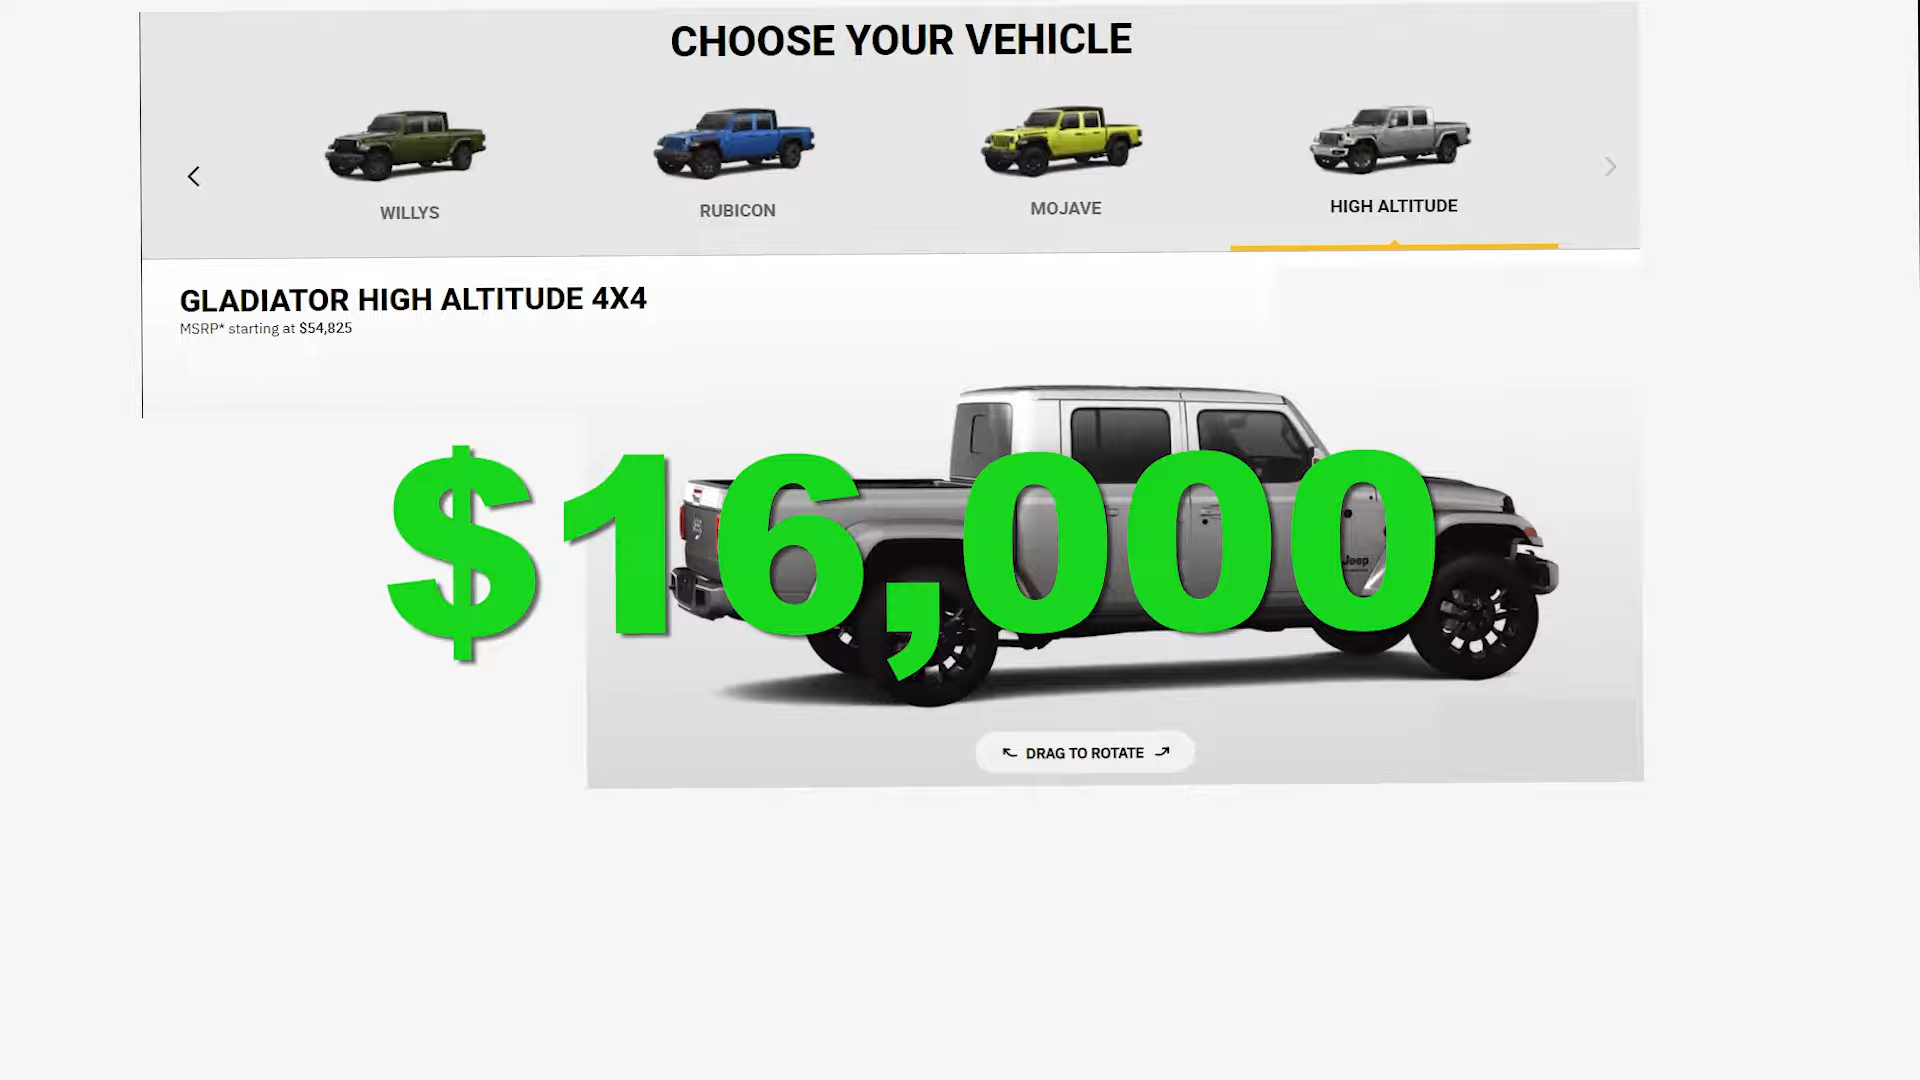 CHOOSE YOUR VEHICLE
WILLYS
RUBICON
MOJAVE
HIGH ALTITUDE
GLADIATOR HIGH ALTITUDE 4X4
MSRP* starting at $54,825
$16,000
Jeep
DRAG TO ROTATE